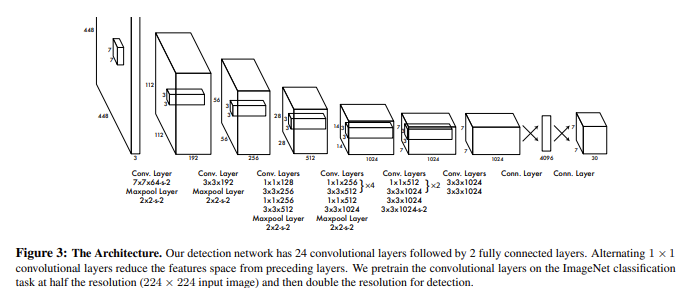 448
7
7
448
3
112
3
3
112
192
56
3
3
56
256
28
3
3
28
512
14
3
3
14
1024
7
3
3
7
1024
7
7
1024
4096
7
7
30
Conv. Layer
7x7x64-s-2
Maxpool Layer
2x2-s-2
Conv. Layer
3x3x192
Maxpool Layer
2x2-s-2
Conv. Layers
1x1x128
3x3x256
1x1x256
3x3x512
Maxpool Layer
2x2-s-2
Conv. Layers
1x1x256
3x3x512
}×4
1x1x512
3x3x1024
Maxpool Layer
2x2-s-2
Conv. Layers
1x1x512
3x3x1024
}×2
3x3x1024
3x3x1024-s-2
Conv. Layers
3x3x1024
3x3x1024
Conn. Layer
Conn. Layer
Figure 3: The Architecture. Our detection network has 24 convolutional layers followed by 2 fully connected layers. Alternating 1 × 1
convolutional layers reduce the features space from preceding layers. We pretrain the convolutional layers on the ImageNet classification
task at half the resolution (224 × 224 input image) and then double the resolution for detection.